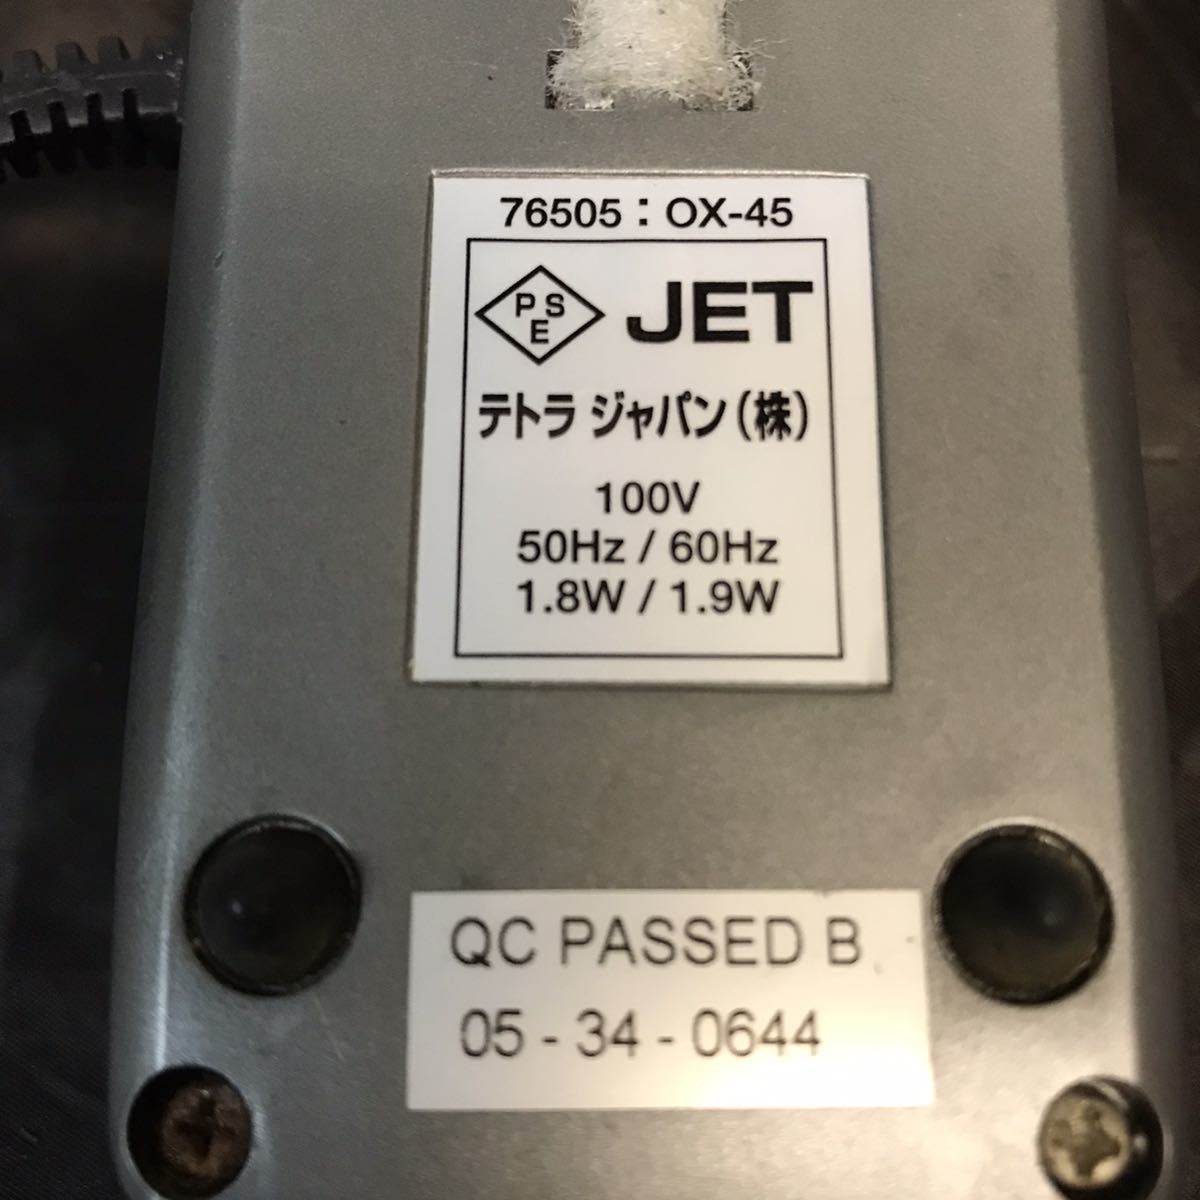 76505：OX-45
PSE JET
テトラ ジャパン(株)
100V
50Hz / 60Hz
1.8W / 1.9W
QC PASSED B
05 - 34 - 0644